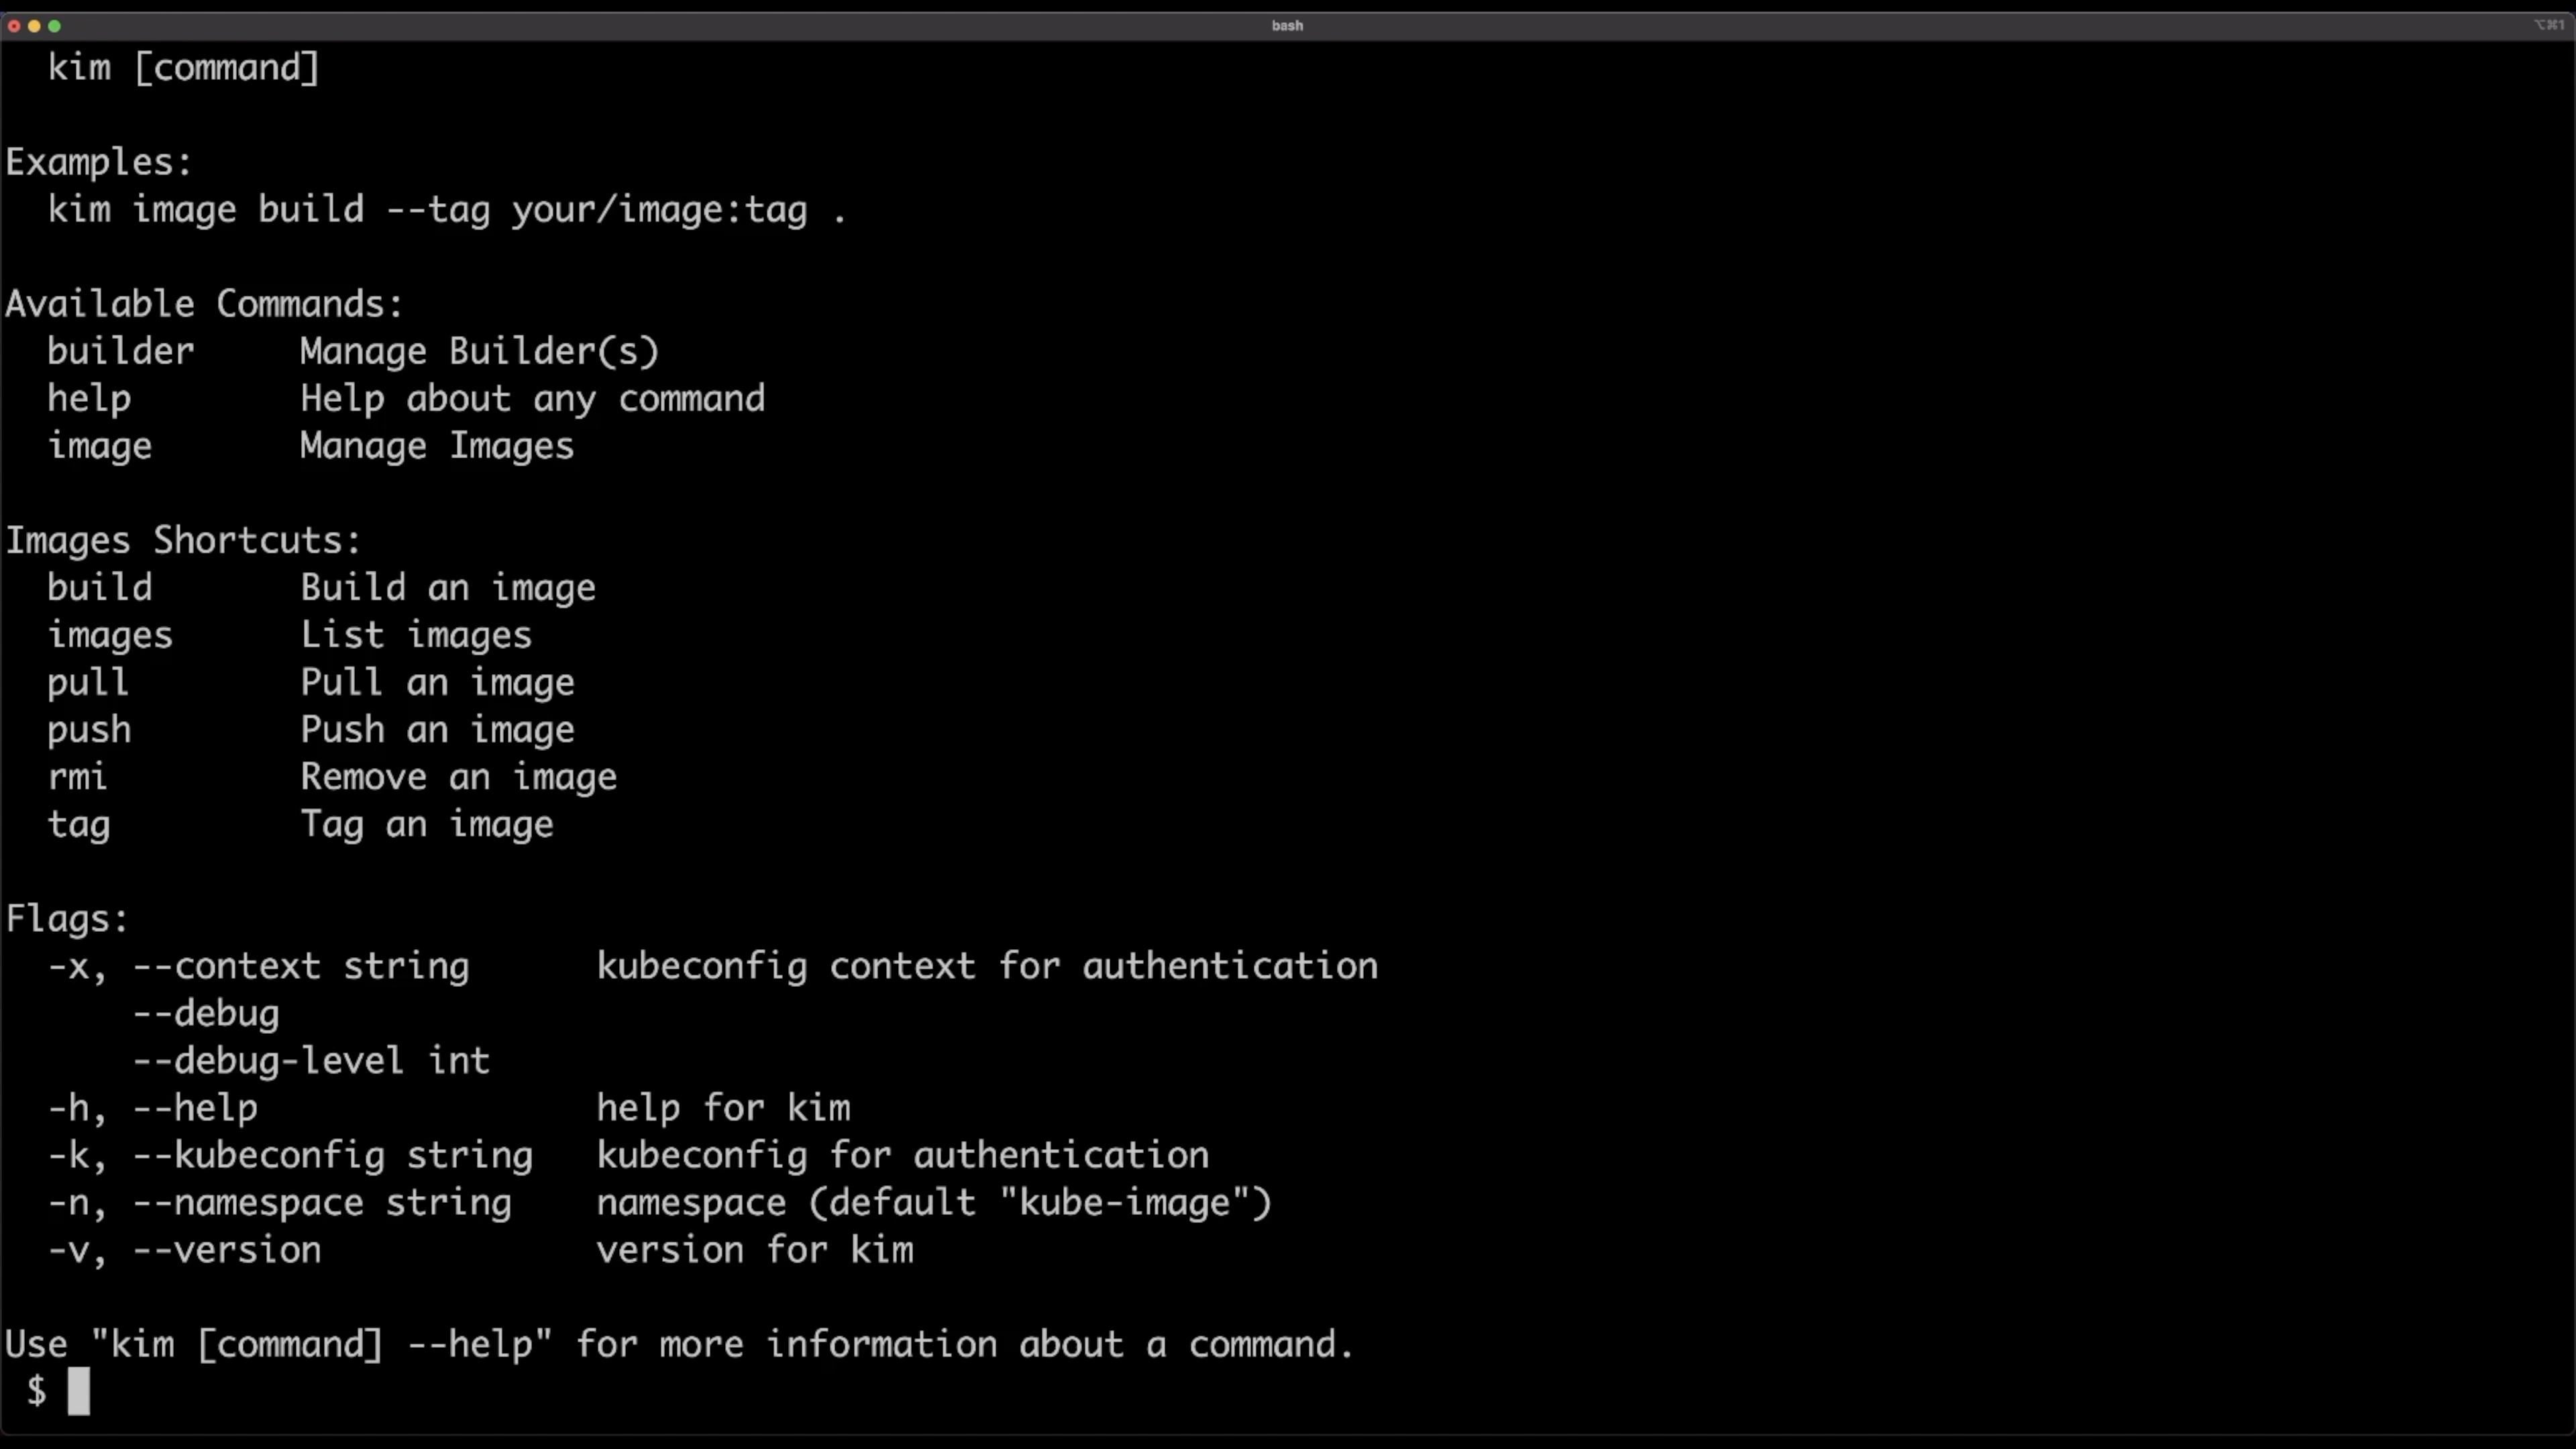 bash
⌥⌘1
kim [command]
Examples:
kim image build --tag your/image:tag .
Available Commands:
builder     Manage Builder(s)
help        Help about any command
image       Manage Images
Images Shortcuts:
build       Build an image
images      List images
pull        Pull an image
push        Push an image
rmi         Remove an image
tag         Tag an image
Flags:
-x, --context string      kubeconfig context for authentication
--debug
--debug-level int
-h, --help                help for kim
-k, --kubeconfig string   kubeconfig for authentication
-n, --namespace string    namespace (default "kube-image")
-v, --version             version for kim
Use "kim [command] --help" for more information about a command.
$